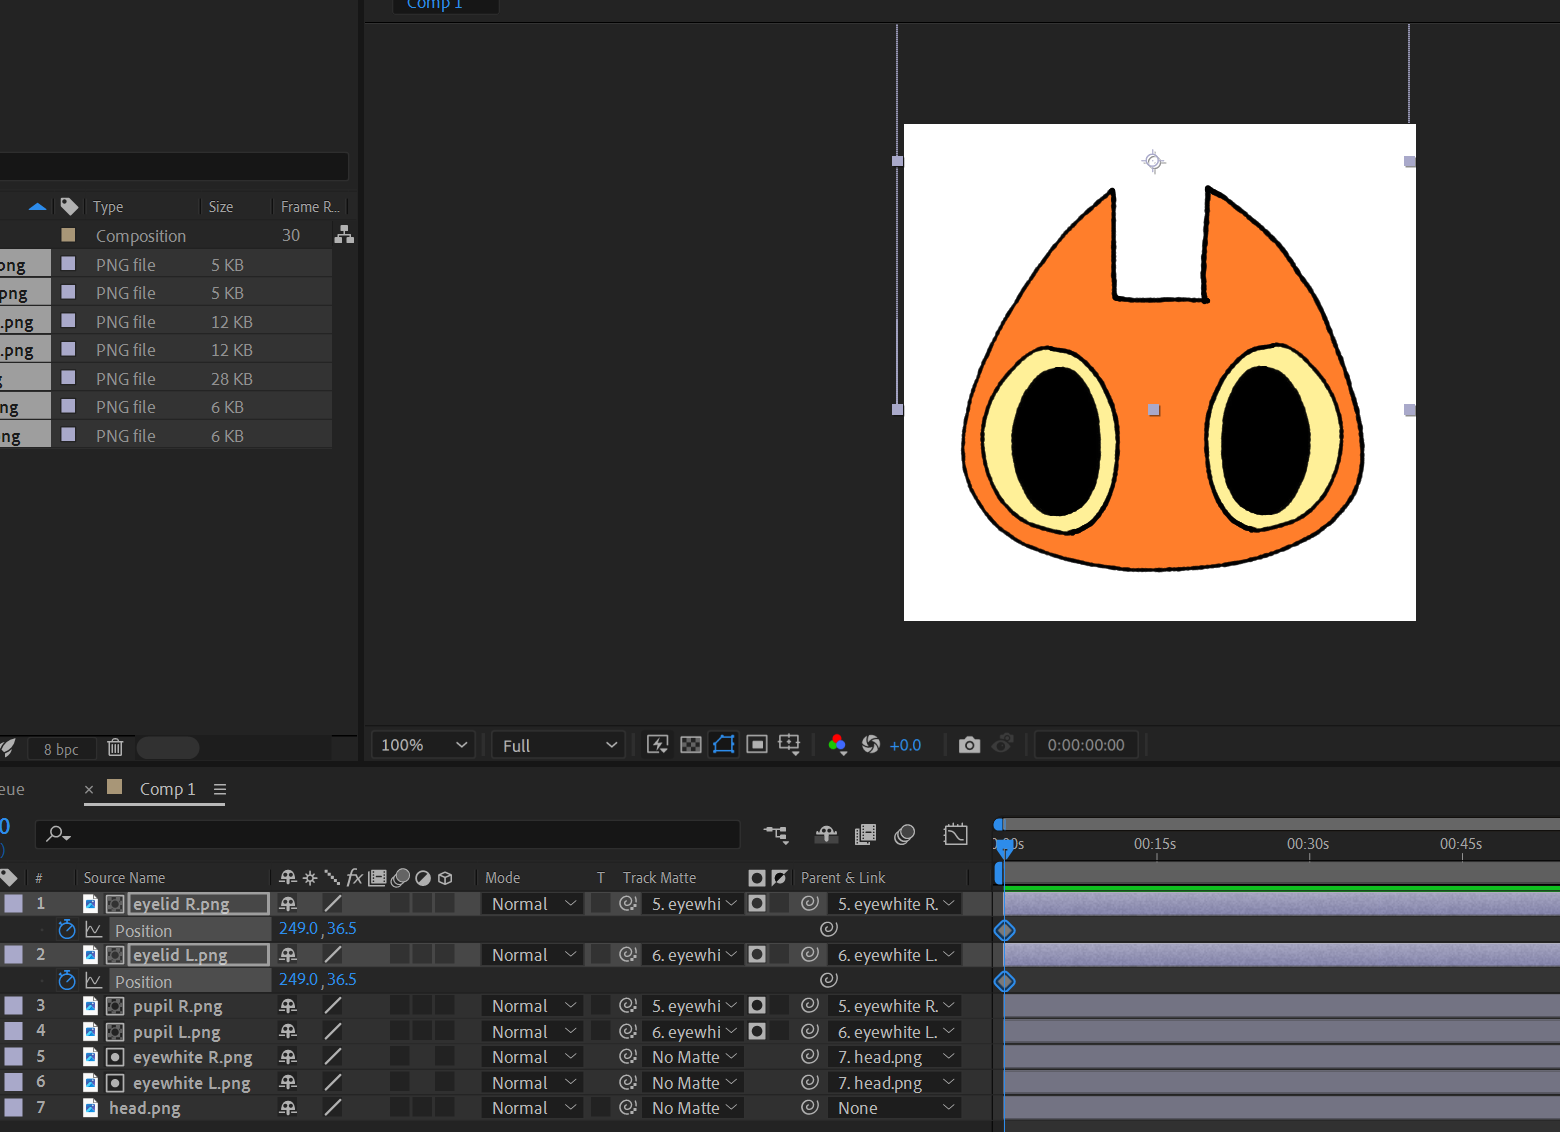 Comp 1
Type Size Frame R...
Composition 30
png PNG file 5 KB
png PNG file 5 KB
.png PNG file 12 KB
.png PNG file 12 KB
g PNG file 28 KB
ng PNG file 6 KB
ng PNG file 6 KB
8 bpc
100% Full +0.0 0:00:00:00
eue × Comp 1
0
)
00s 00:15s 00:30s 00:45s
# Source Name fx Mode T Track Matte Parent & Link
1 eyelid R.png Normal 5. eyewhi 5. eyewhite R.
Position 249.0, 36.5
2 eyelid L.png Normal 6. eyewhi 6. eyewhite L.
Position 249.0, 36.5
3 pupil R.png Normal 5. eyewhi 5. eyewhite R.
4 pupil L.png Normal 6. eyewhi 6. eyewhite L.
5 eyewhite R.png Normal No Matte 7. head.png
6 eyewhite L.png Normal No Matte 7. head.png
7 head.png Normal No Matte None